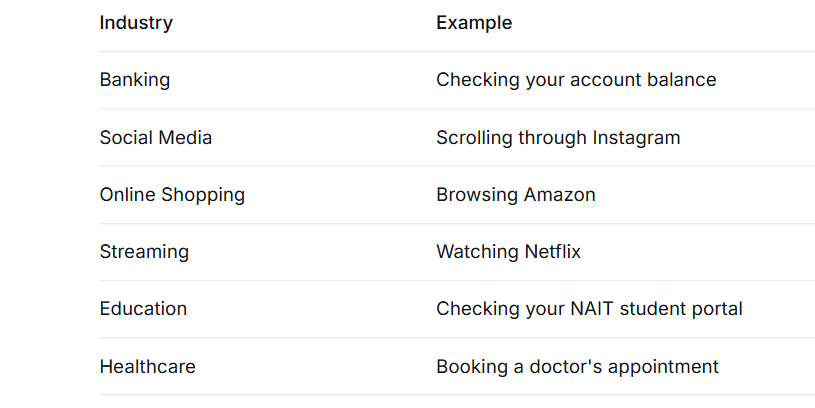 Industry Example
Banking Checking your account balance
Social Media Scrolling through Instagram
Online Shopping Browsing Amazon
Streaming Watching Netflix
Education Checking your NAIT student portal
Healthcare Booking a doctor's appointment